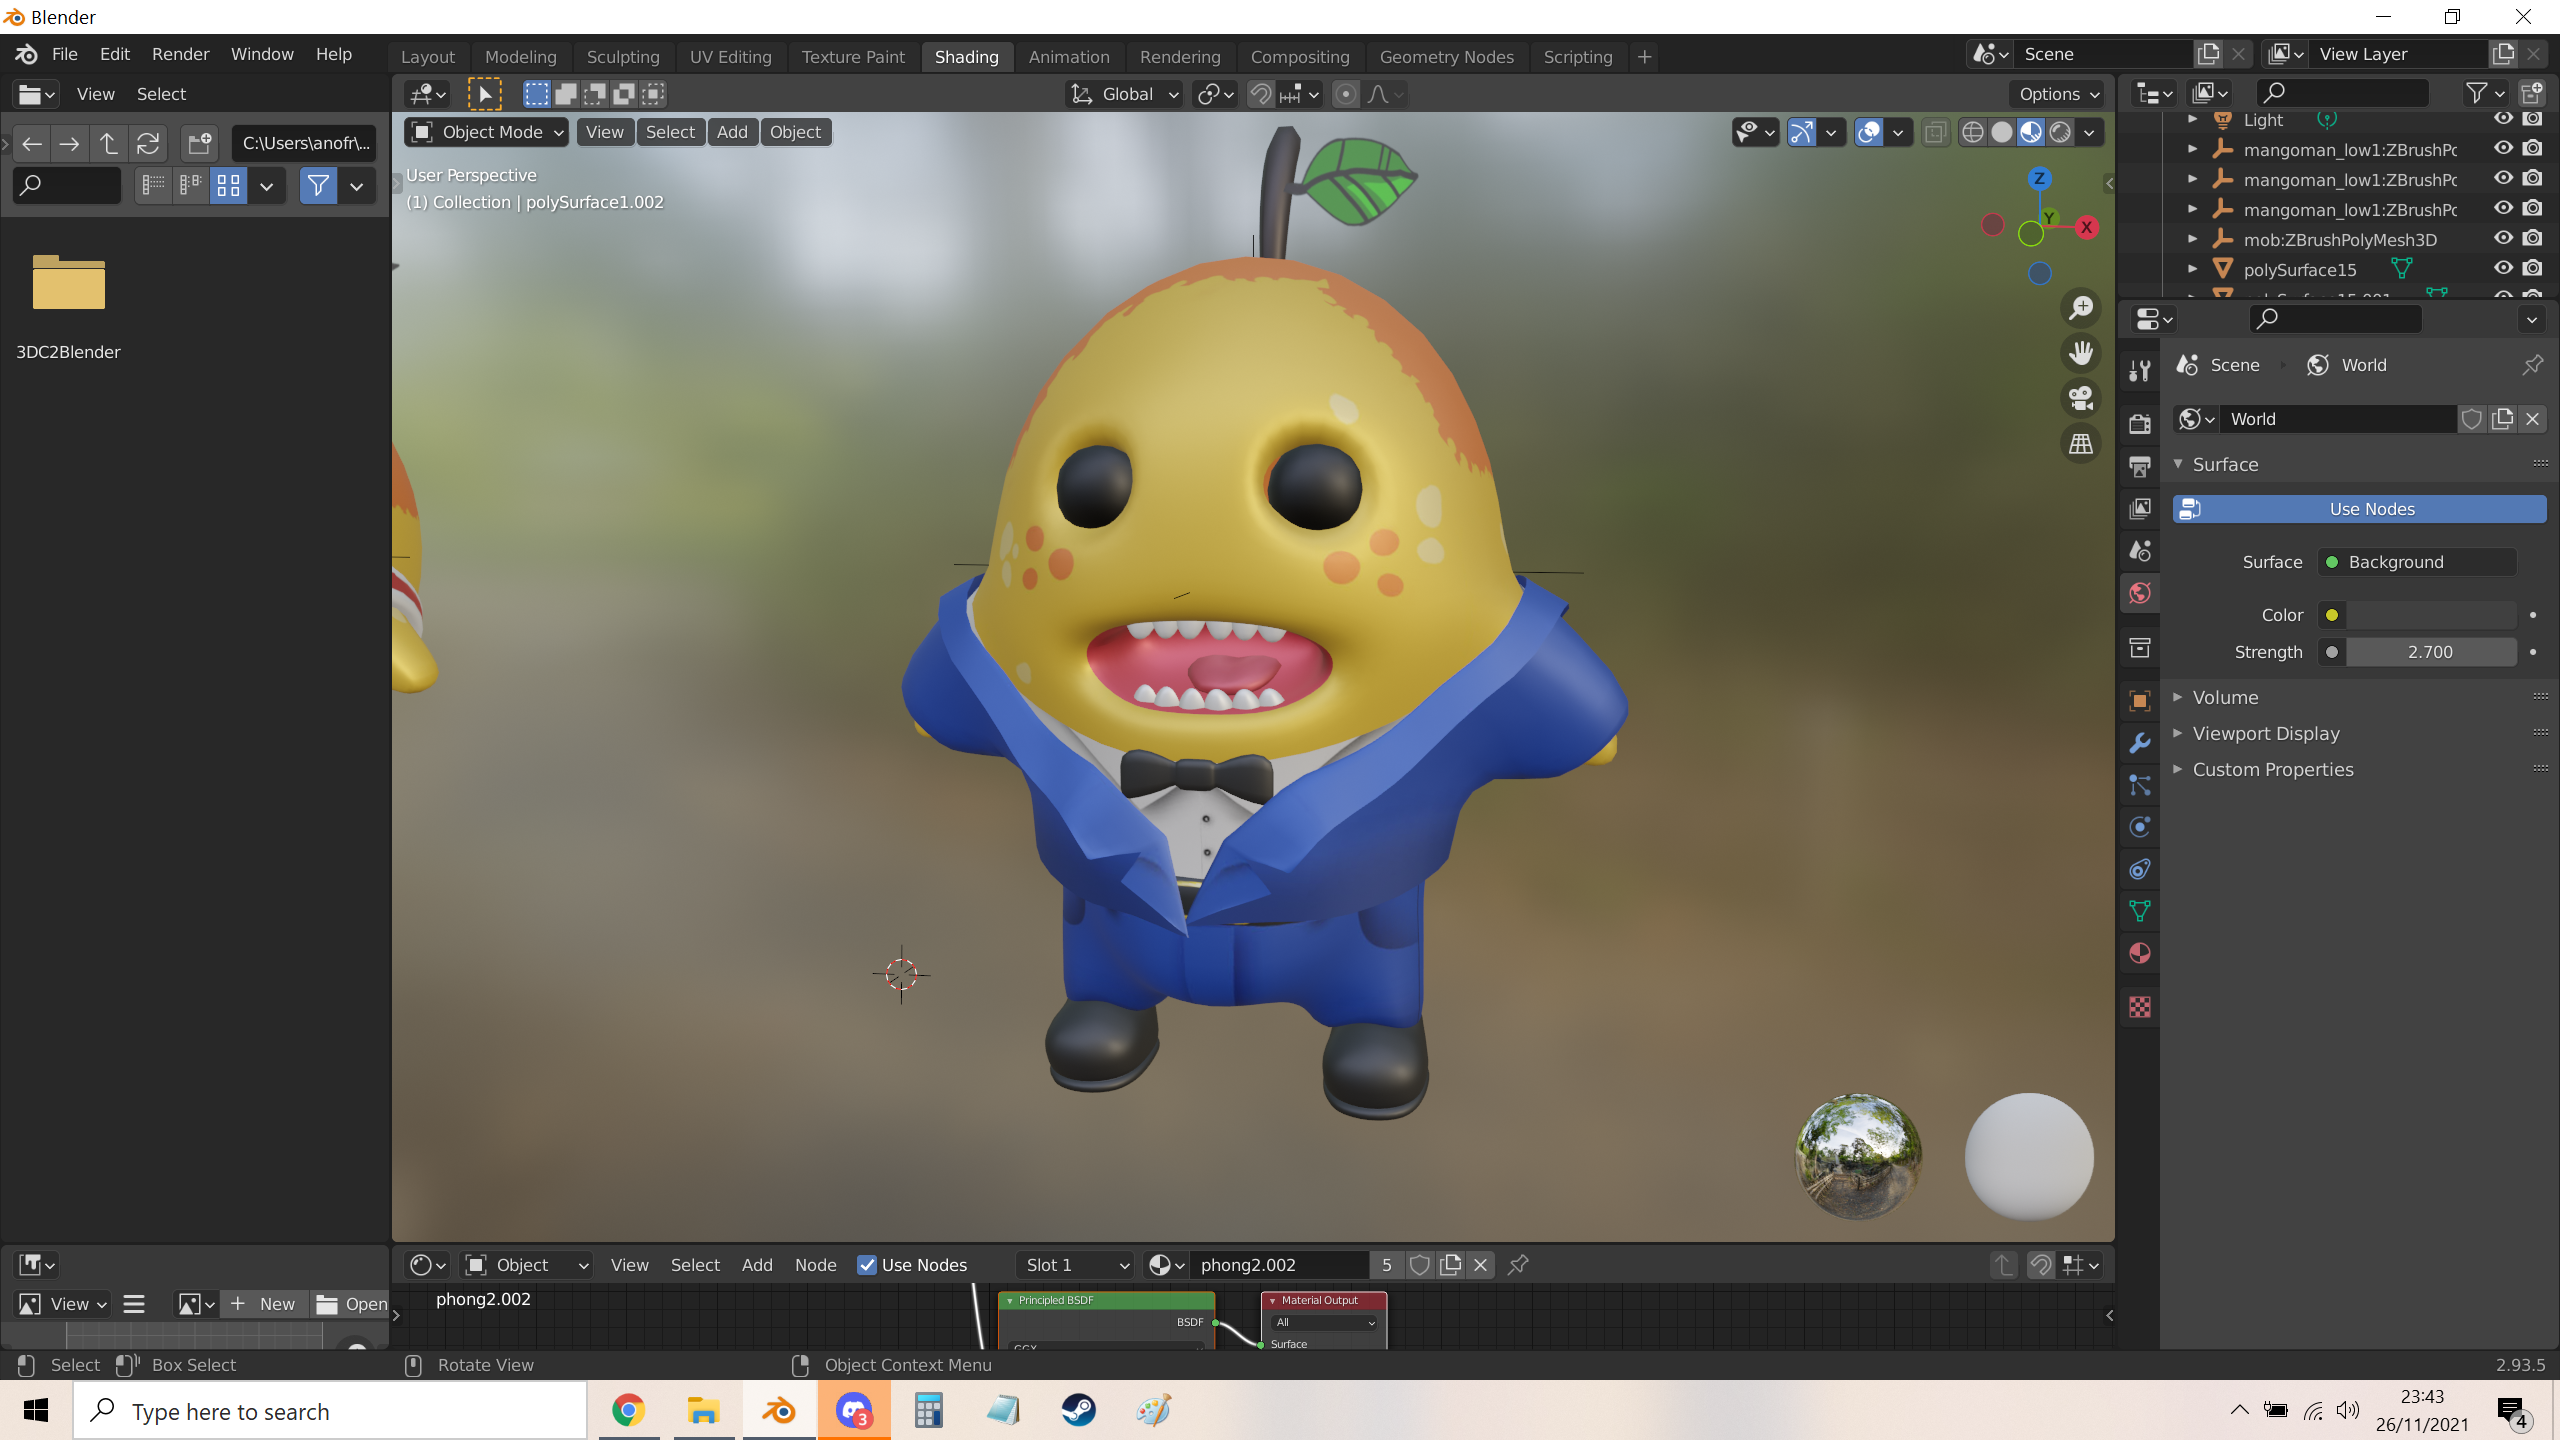 Blender
File Edit Render Window Help
Layout Modeling Sculpting UV Editing Texture Paint Shading Animation Rendering Compositing Geometry Nodes Scripting +
Scene
View Layer
View Select
Global
Options
C:\Users\anofr\...
Object Mode View Select Add Object
User Perspective
(1) Collection | polySurface1.002
Z
Y
X
3DC2Blender
Light
mangoman_low1:ZBrushPc
mangoman_low1:ZBrushPc
mangoman_low1:ZBrushPc
mob:ZBrushPolyMesh3D
polySurface15
Scene World
World
Surface
Use Nodes
Surface Background
Color
Strength 2.700
Volume
Viewport Display
Custom Properties
Object View Select Add Node Use Nodes Slot 1 phong2.002 5
View + New Open
phong2.002
Principled BSDF
BSDF
GGX
Material Output
All
Surface
Select Box Select Rotate View Object Context Menu 2.93.5
Type here to search
3
23:43
26/11/2021
4